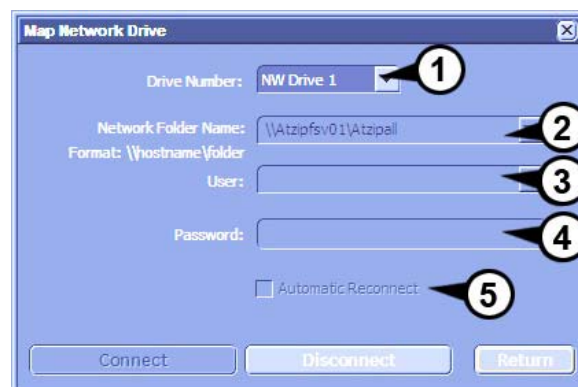 Map Network Drive
Drive Number: NW Drive 1 1
Network Folder Name: \\Atzipfsv01\Atzipall 2
Format: \\hostname\folder
User: 3
Password: 4
Automatic Reconnect 5
Connect Disconnect Return